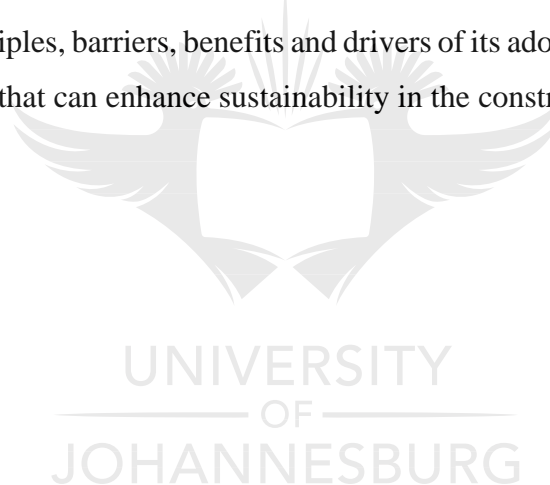 iples, barriers, benefits and drivers of its ado
that can enhance sustainability in the constr
UNIVERSITY
OF
JOHANNESBURG